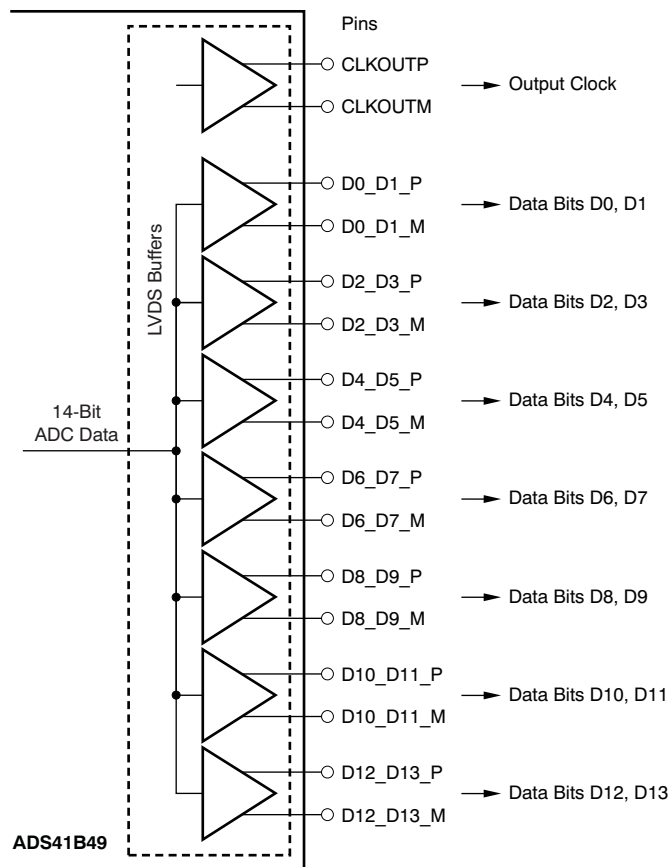 Pins
CLKOUTP
CLKOUTM
Output Clock
D0_D1_P
D0_D1_M
Data Bits D0, D1
LVDS Buffers
D2_D3_P
D2_D3_M
Data Bits D2, D3
D4_D5_P
D4_D5_M
Data Bits D4, D5
14-Bit
ADC Data
D6_D7_P
D6_D7_M
Data Bits D6, D7
D8_D9_P
D8_D9_M
Data Bits D8, D9
D10_D11_P
D10_D11_M
Data Bits D10, D11
D12_D13_P
D12_D13_M
Data Bits D12, D13
ADS41B49